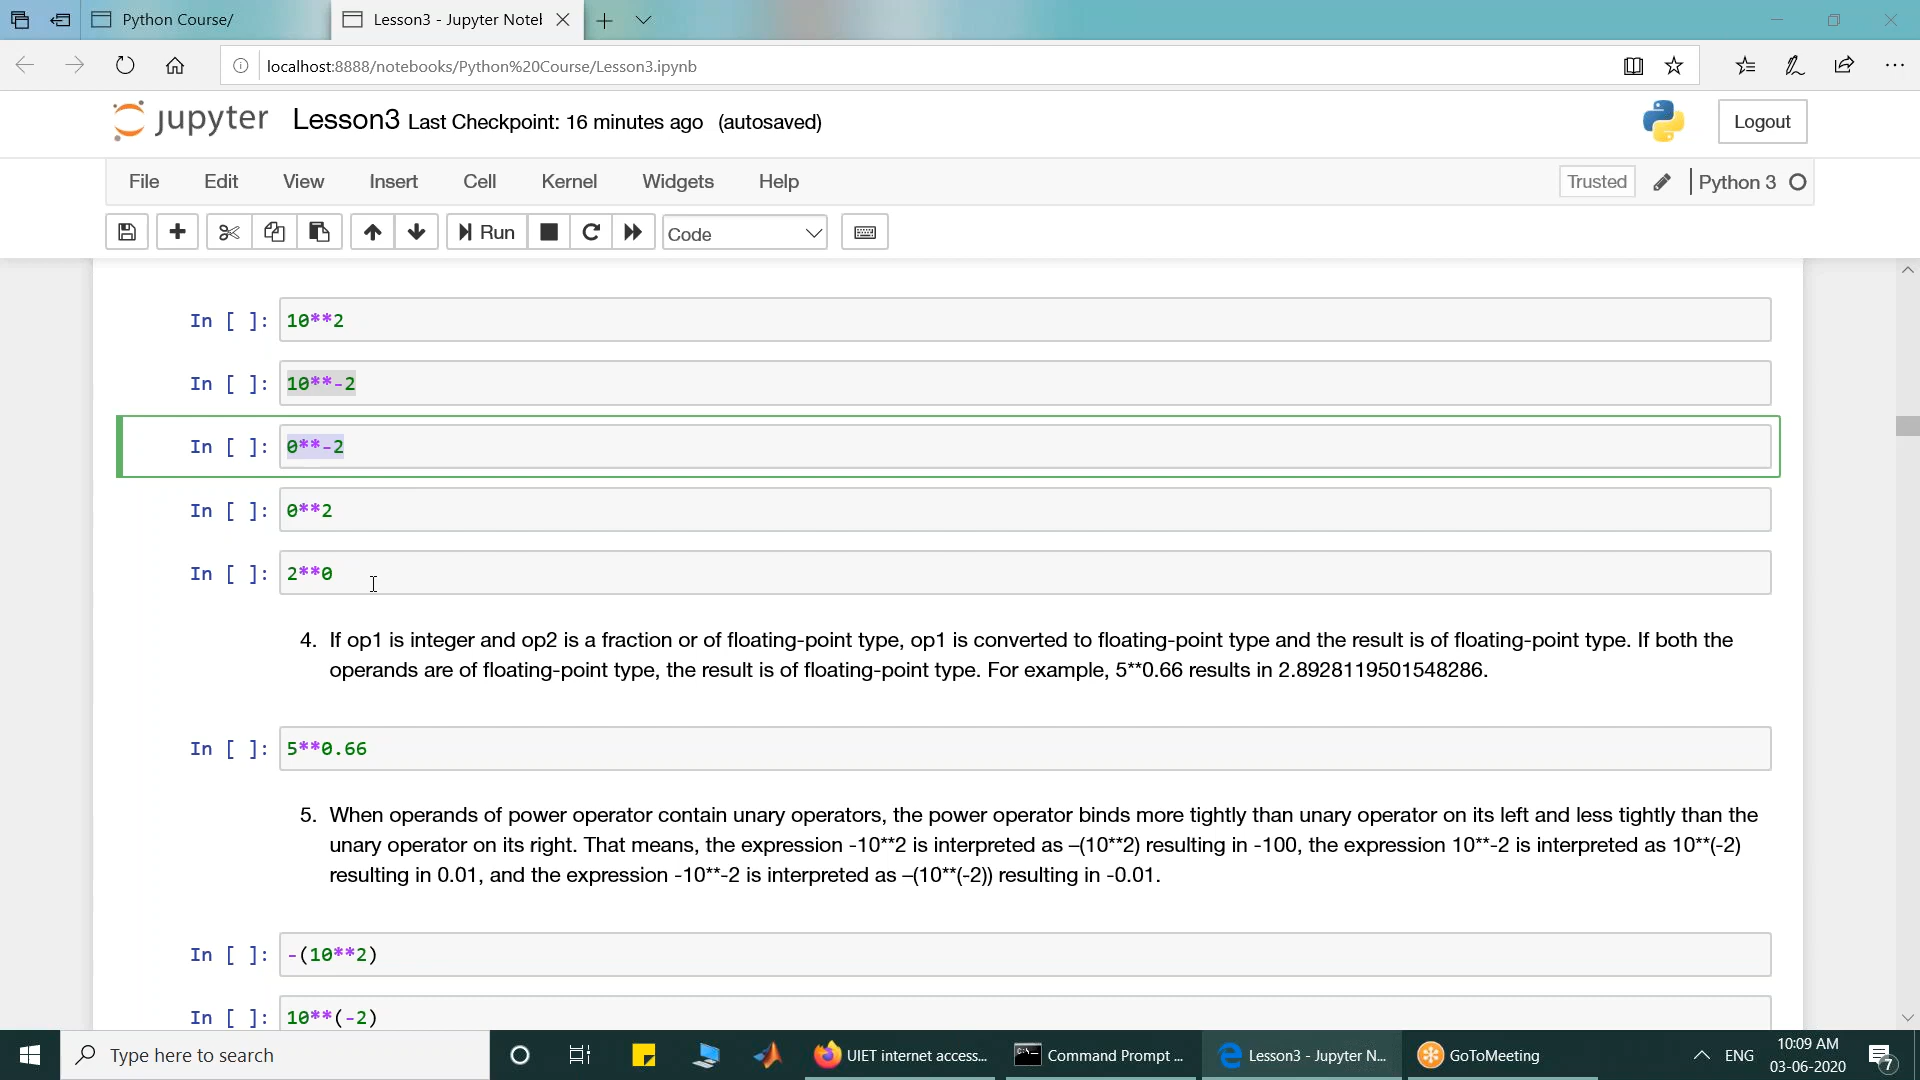 Python Course/
Lesson3 - Jupyter Notel
localhost:8888/notebooks/Python%20Course/Lesson3.ipynb
jupyter Lesson3 Last Checkpoint: 16 minutes ago (autosaved)
Logout
File Edit View Insert Cell Kernel Widgets Help
Trusted Python 3
Run Code
In [ ]: 10**2
In [ ]: 10**-2
In [ ]: 0**-2
In [ ]: 0**2
In [ ]: 2**0
4. If op1 is integer and op2 is a fraction or of floating-point type, op1 is converted to floating-point type and the result is of floating-point type. If both the
operands are of floating-point type, the result is of floating-point type. For example, 5**0.66 results in 2.8928119501548286.
In [ ]: 5**0.66
5. When operands of power operator contain unary operators, the power operator binds more tightly than unary operator on its left and less tightly than the
unary operator on its right. That means, the expression -10**2 is interpreted as –(10**2) resulting in -100, the expression 10**-2 is interpreted as 10**(-2)
resulting in 0.01, and the expression -10**-2 is interpreted as –(10**(-2)) resulting in -0.01.
In [ ]: -(10**2)
In [ ]: 10**(-2)
Type here to search
UIET internet access...
Command Prompt ...
Lesson3 - Jupyter N...
GoToMeeting
ENG
10:09 AM
03-06-2020
7